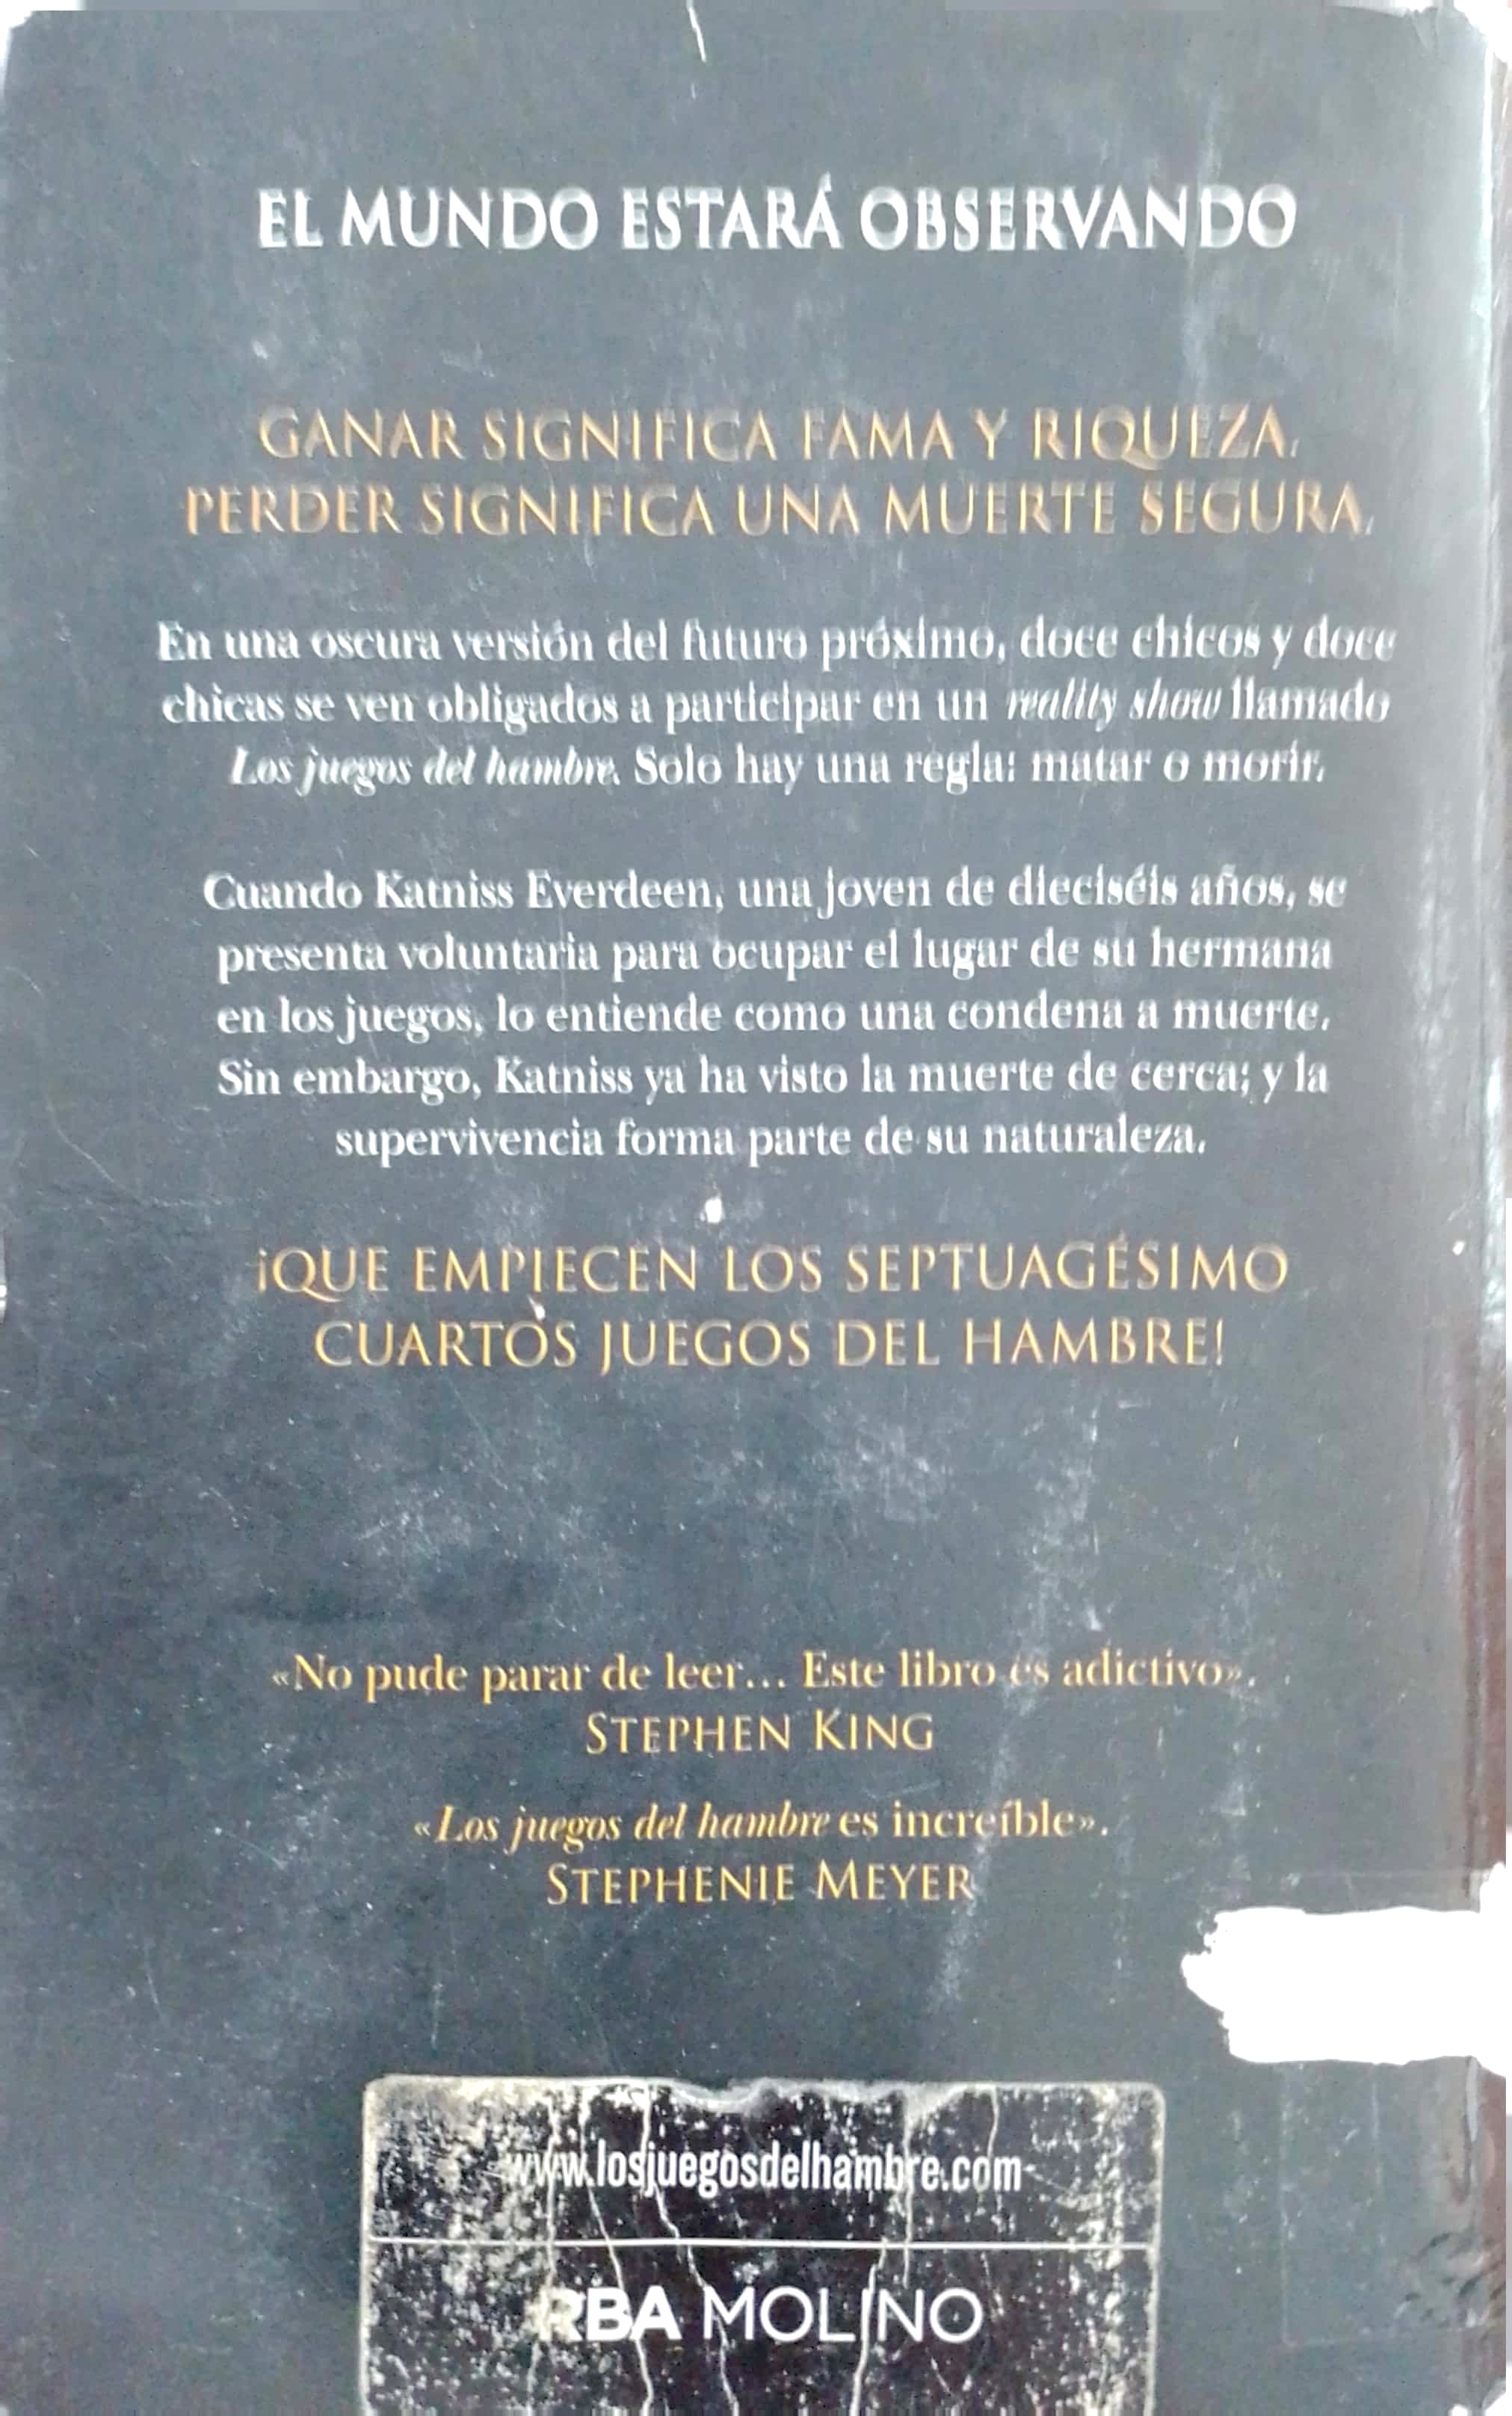 EL MUNDO ESTARÁ OBSERVANDO
GANAR SIGNIFICA FAMA Y RIQUEZA.
PERDER SIGNIFICA UNA MUERTE SEGURA.
En una oscura versión del futuro próximo, doce chicos y doce
chicas se ven obligados a participar en un reality show llamado
Los juegos del hambre. Solo hay una regla: matar o morir.
Cuando Katniss Everdeen, una joven de dieciséis años, se
presenta voluntaria para ocupar el lugar de su hermana
en los juegos, lo entiende como una condena a muerte.
Sin embargo, Katniss ya ha visto la muerte de cerca; y la
supervivencia forma parte de su naturaleza.
¡QUE EMPIECEN LOS SEPTUAGÉSIMO
CUARTOS JUEGOS DEL HAMBRE!
«No pude parar de leer... Este libro es adictivo».
STEPHEN KING
«Los juegos del hambre es increíble».
STEPHENIE MEYER
www.losjuegosdelhambre.com
RBA MOLINO